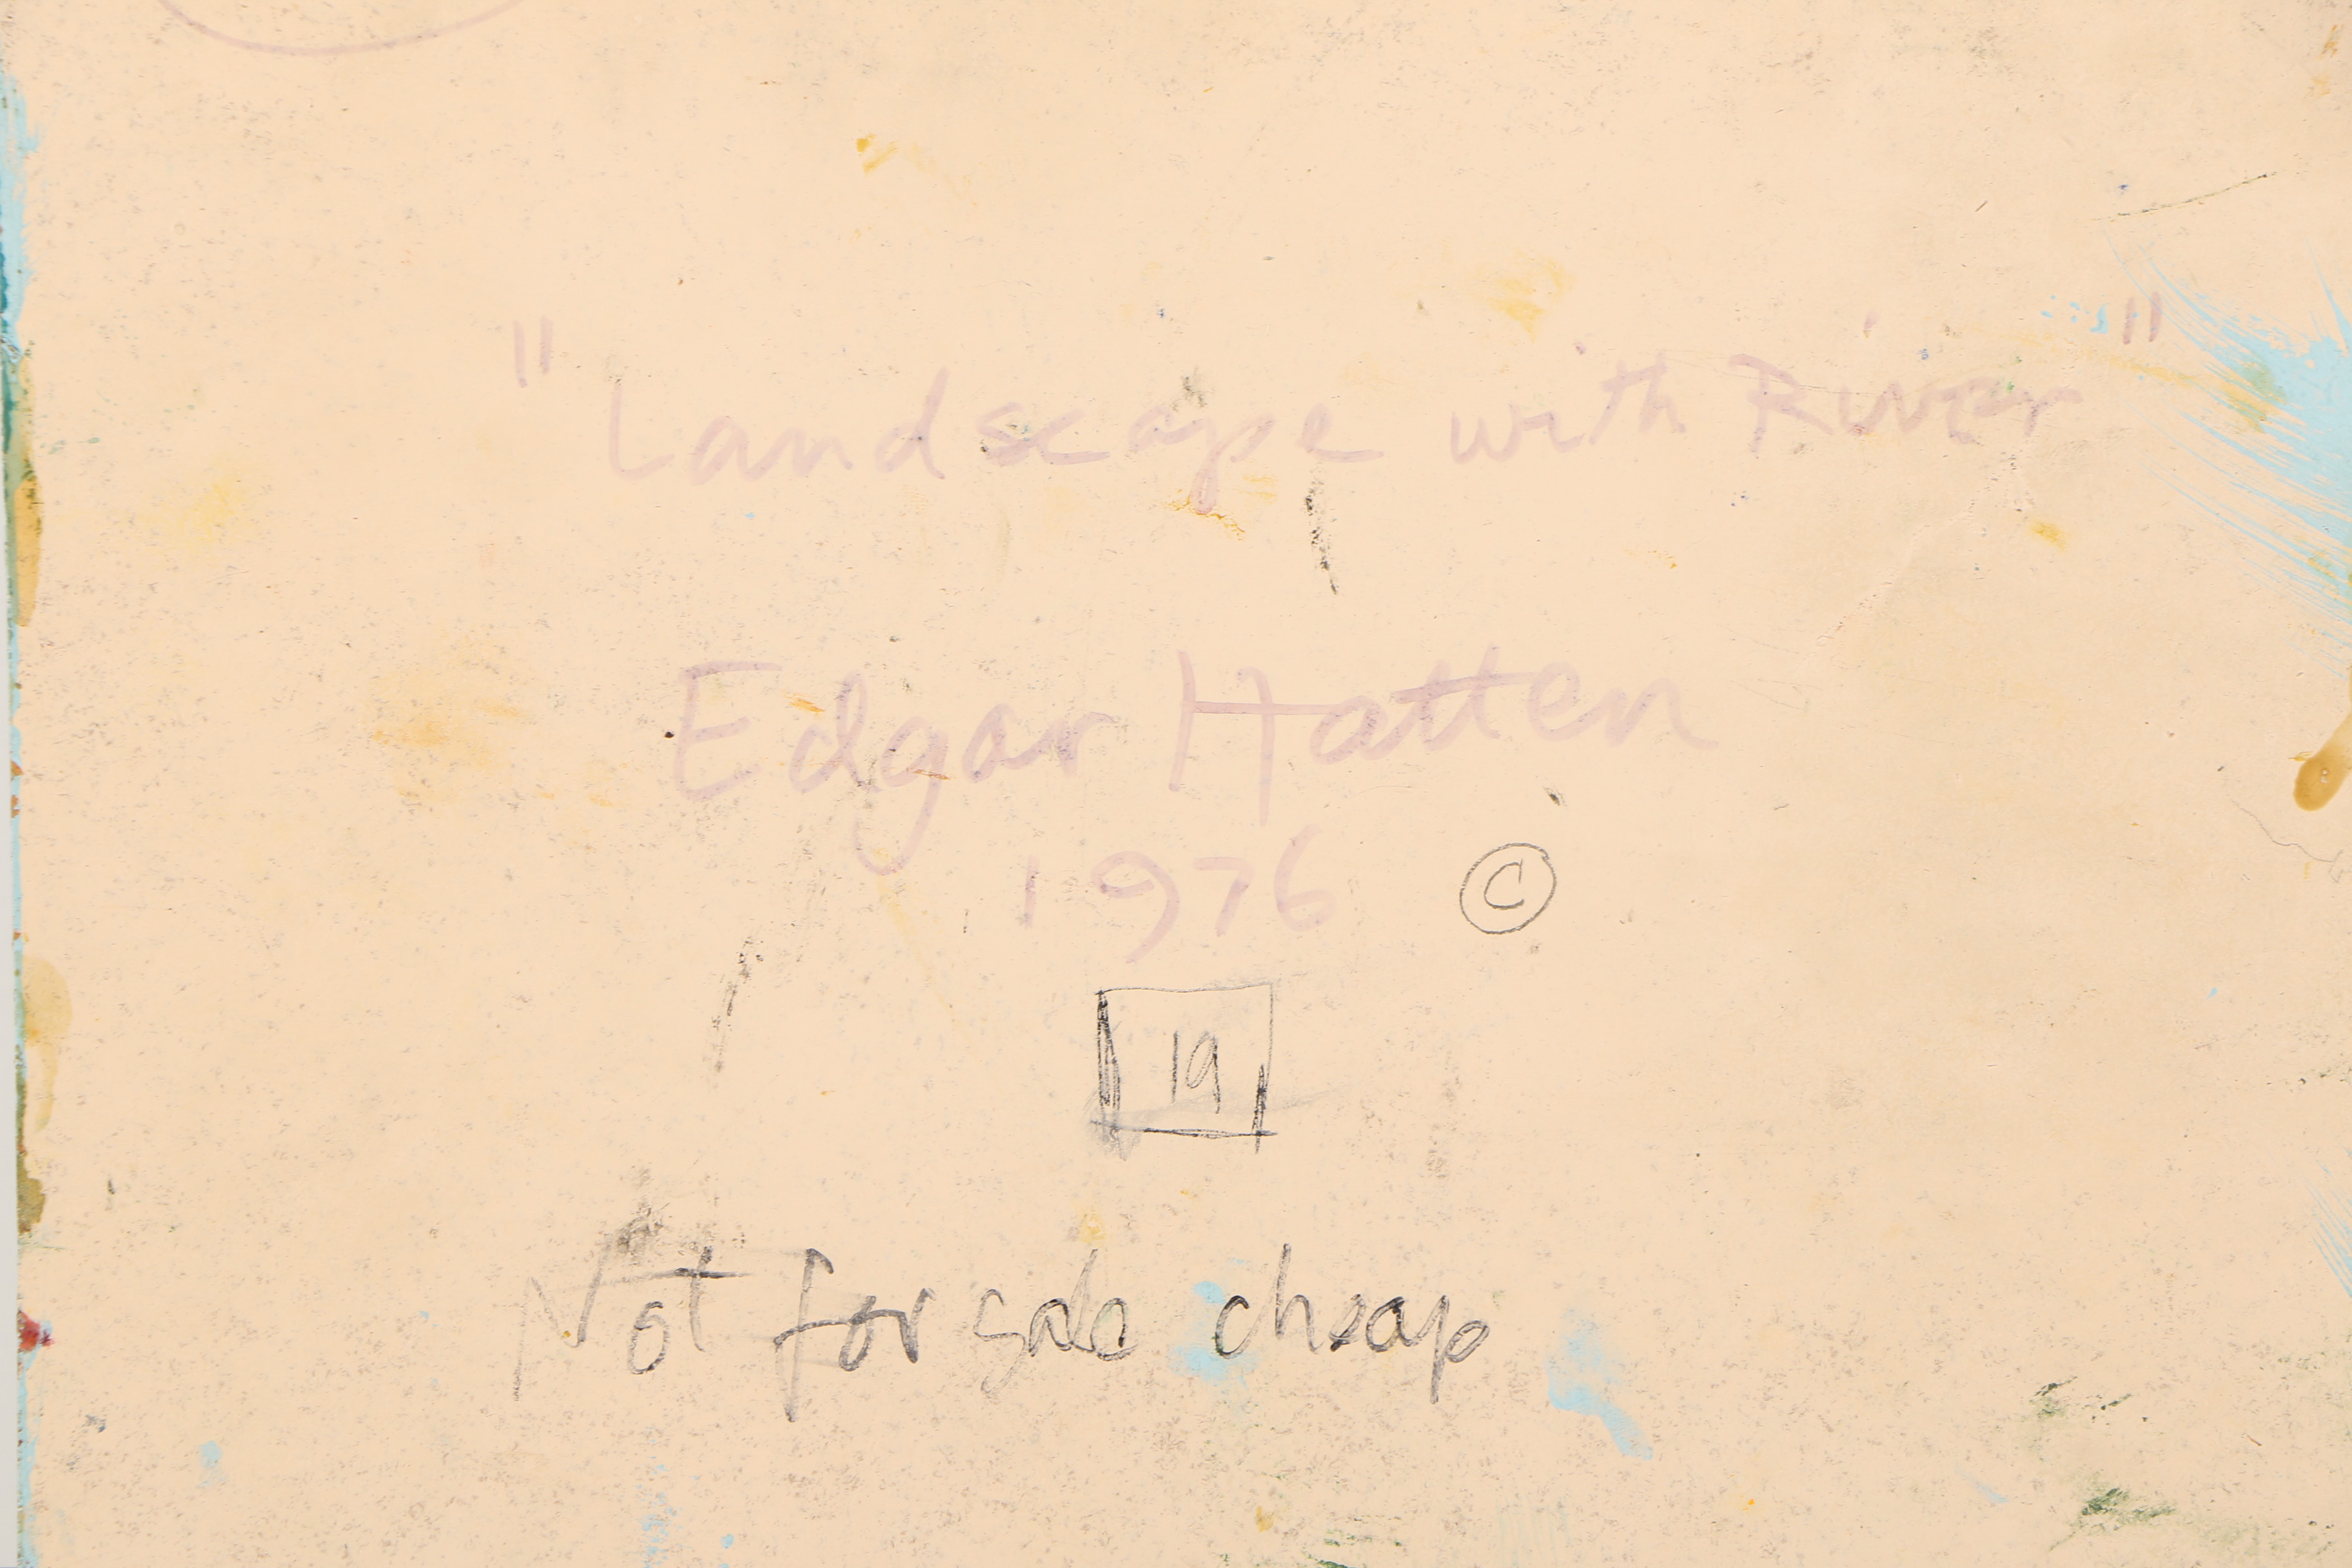 "Landscape with River"
Edgar Hatten
1976 ©
19
Not for sale cheap